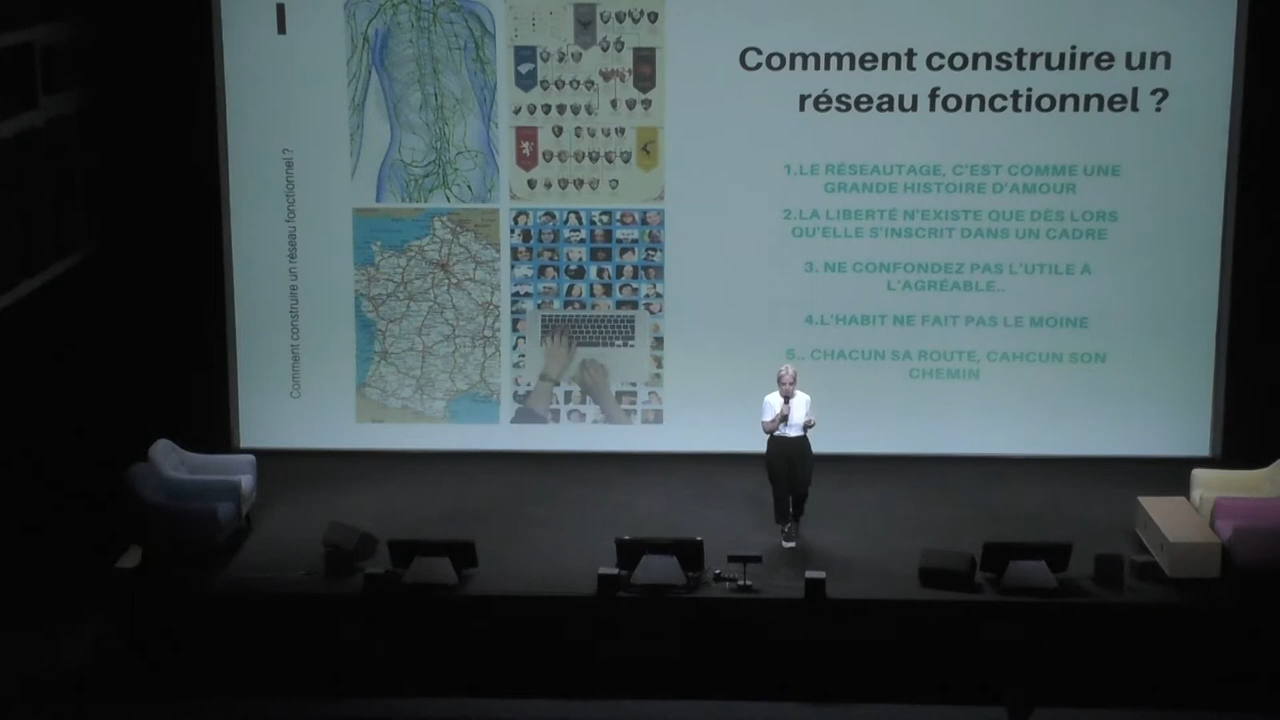 Comment construire un réseau fonctionnel ?
Comment construire un
réseau fonctionnel ?
1.LE RÉSEAUTAGE, C'EST COMME UNE
GRANDE HISTOIRE D'AMOUR
2.LA LIBERTÉ N'EXISTE QUE DÈS LORS
QU'ELLE S'INSCRIT DANS UN CADRE
3. NE CONFONDEZ PAS L'UTILE À
L'AGRÉABLE..
4.L'HABIT NE FAIT PAS LE MOINE
5.. CHACUN SA ROUTE, CAHCUN SON
CHEMIN